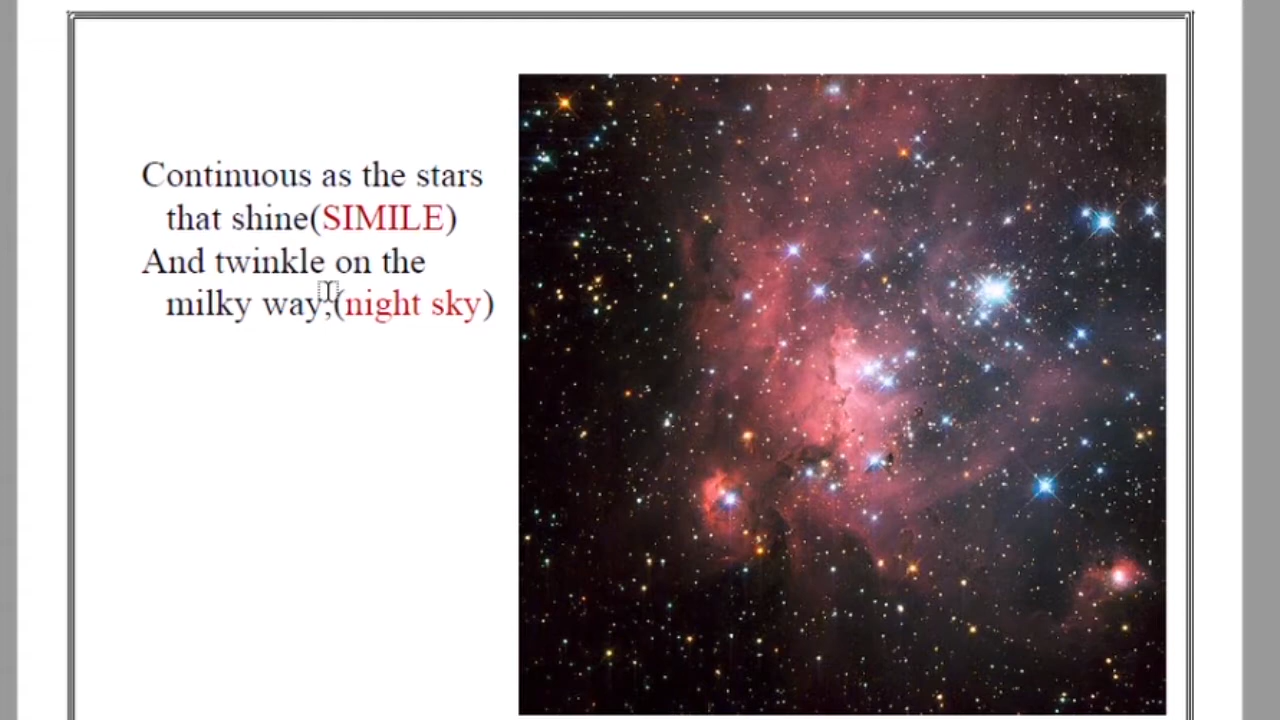 Continuous as the stars
that shine(SIMILE)
And twinkle on the
milky way,(night sky)